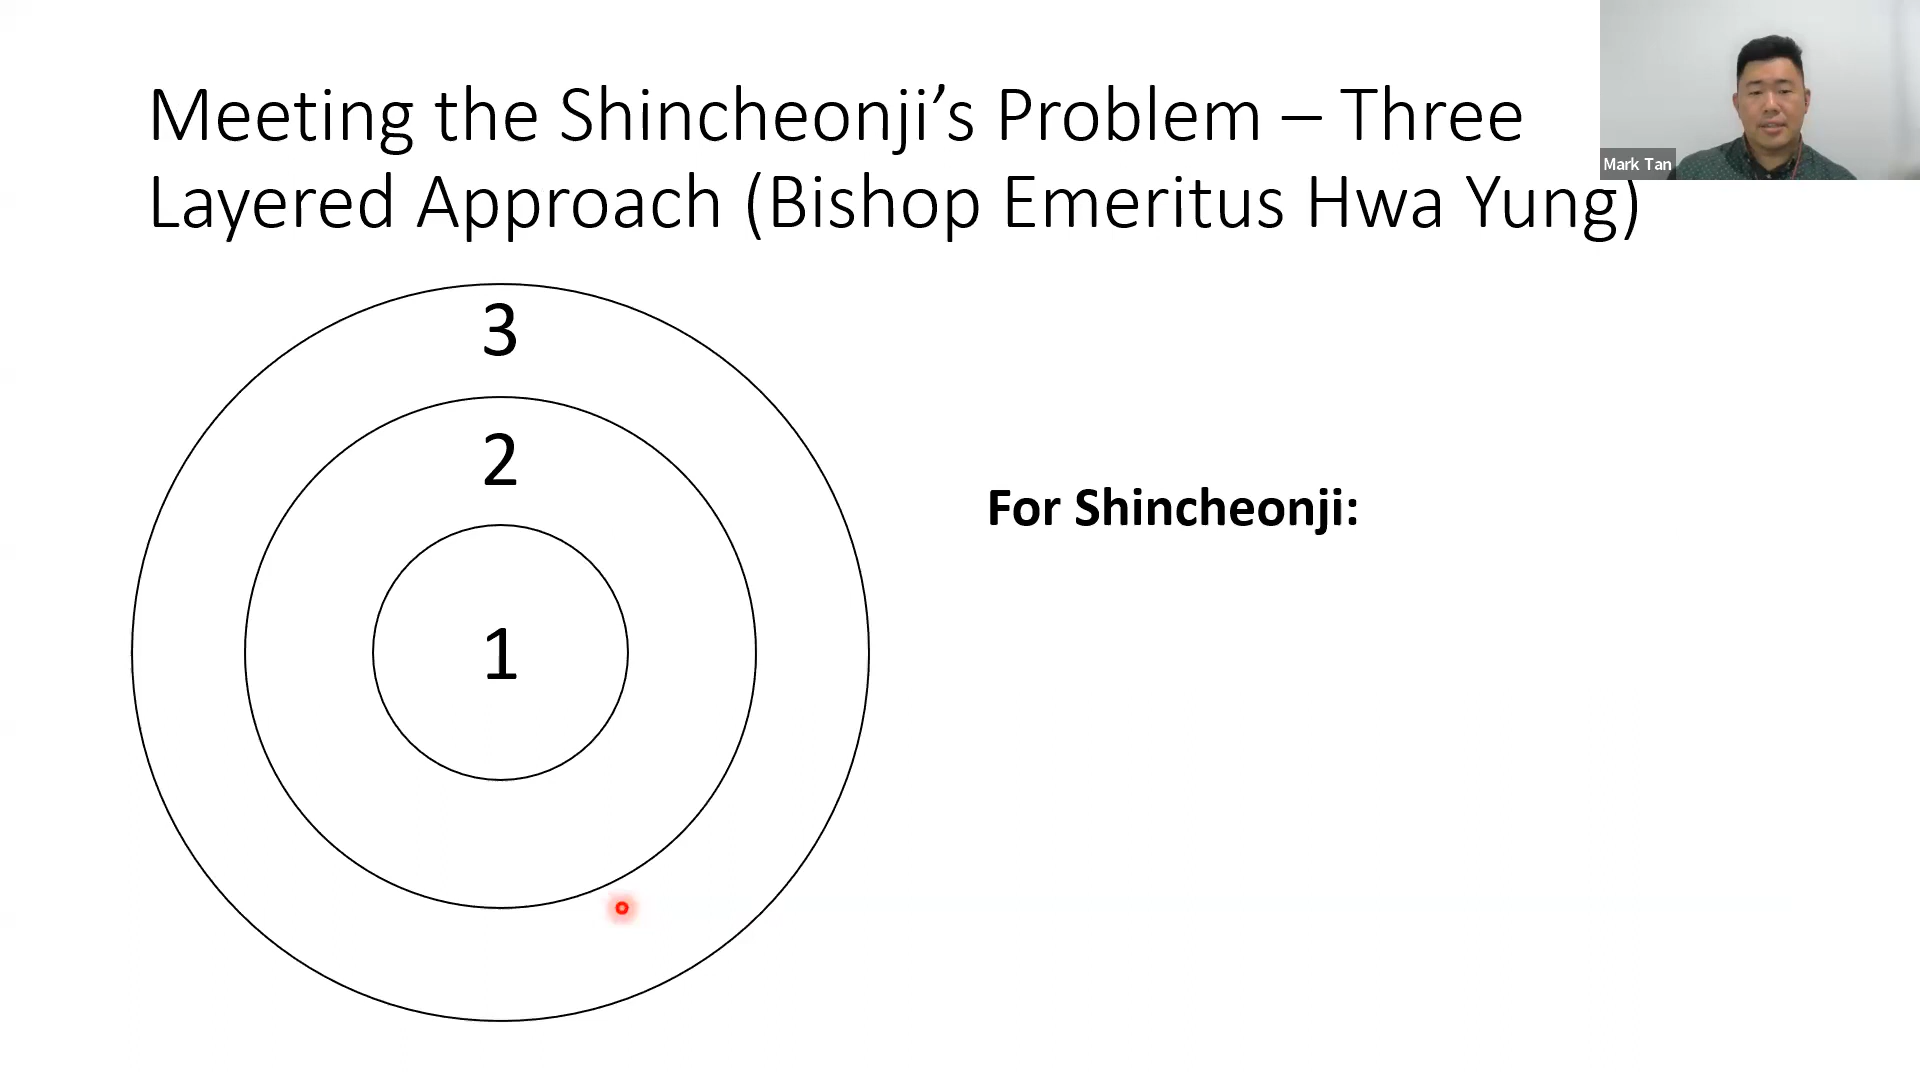 Meeting the Shincheonji’s Problem – Three
Layered Approach (Bishop Emeritus Hwa Yung)
Mark Tan
3
2
1
For Shincheonji: